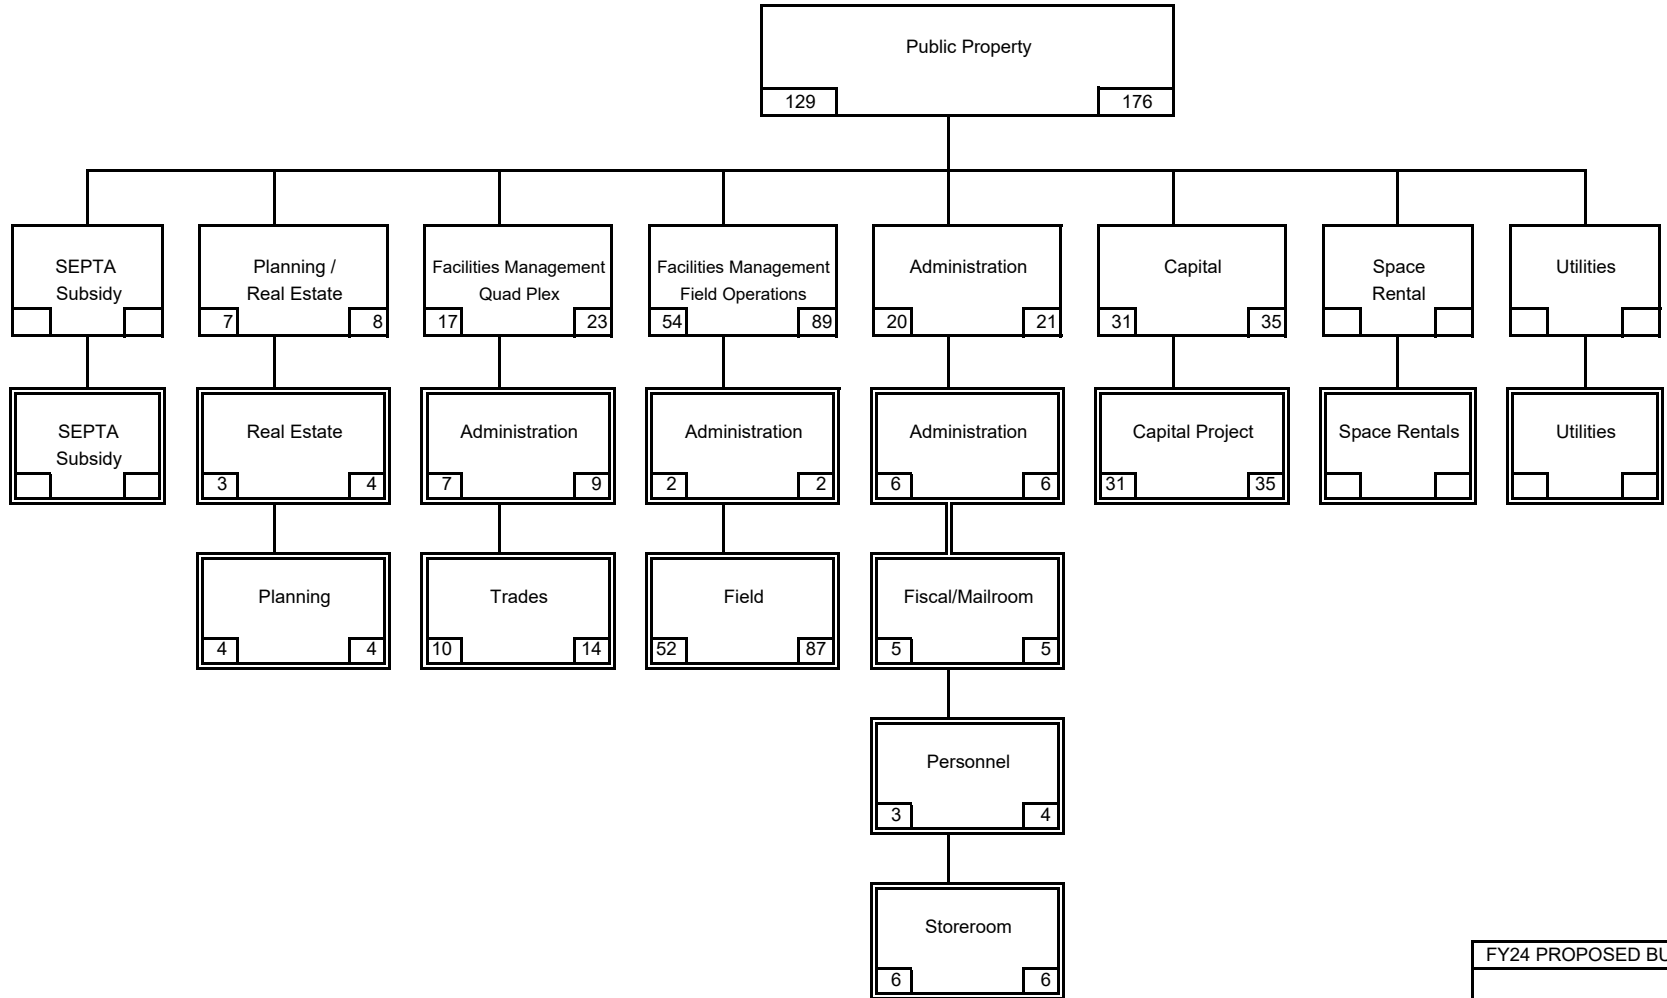 Public Property
129 176
SEPTA
Subsidy
Planning /
Real Estate
7 8
Facilities Management
Quad Plex
17 23
Facilities Management
Field Operations
54 89
Administration
20 21
Capital
31 35
Space
Rental
Utilities
SEPTA
Subsidy
Real Estate
3 4
Administration
7 9
Administration
2 2
Administration
6 6
Capital Project
31 35
Space Rentals
Utilities
Planning
4 4
Trades
10 14
Field
52 87
Fiscal/Mailroom
5 5
Personnel
3 4
Storeroom
6 6
FY24 PROPOSED BU